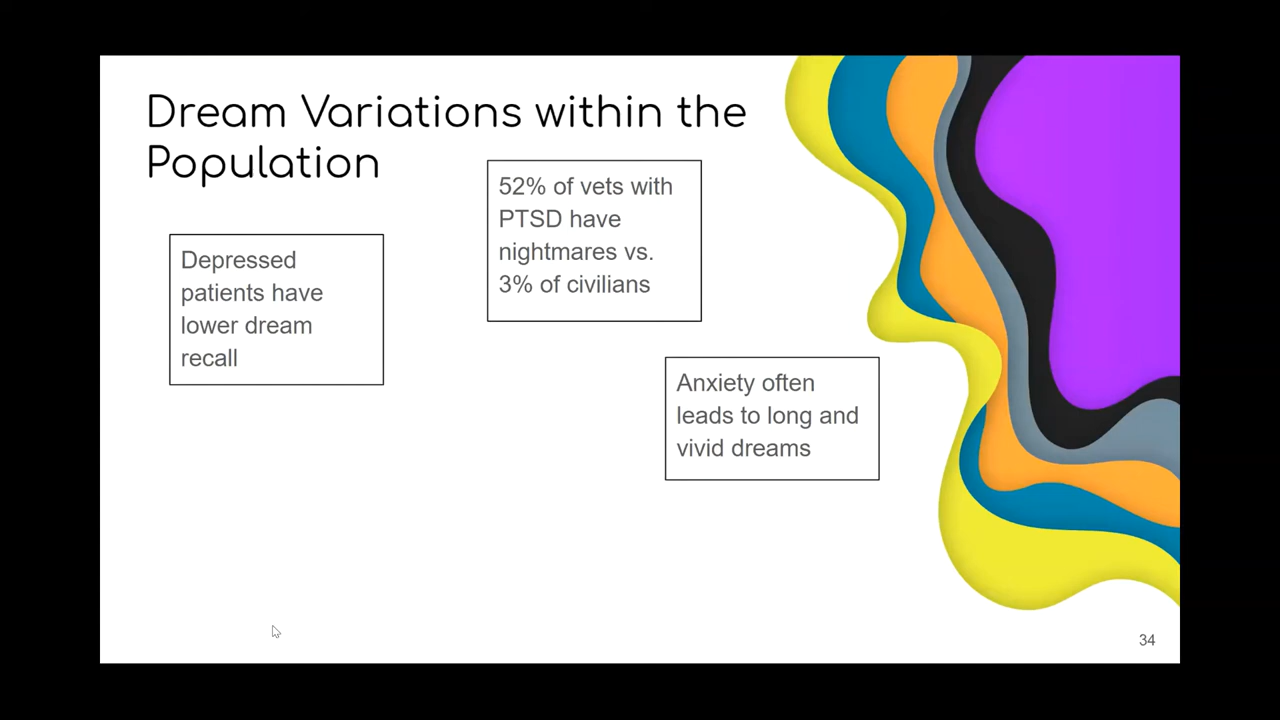 Dream Variations within the
Population
52% of vets with
PTSD have
nightmares vs.
3% of civilians
Depressed
patients have
lower dream
recall
Anxiety often
leads to long and
vivid dreams
34